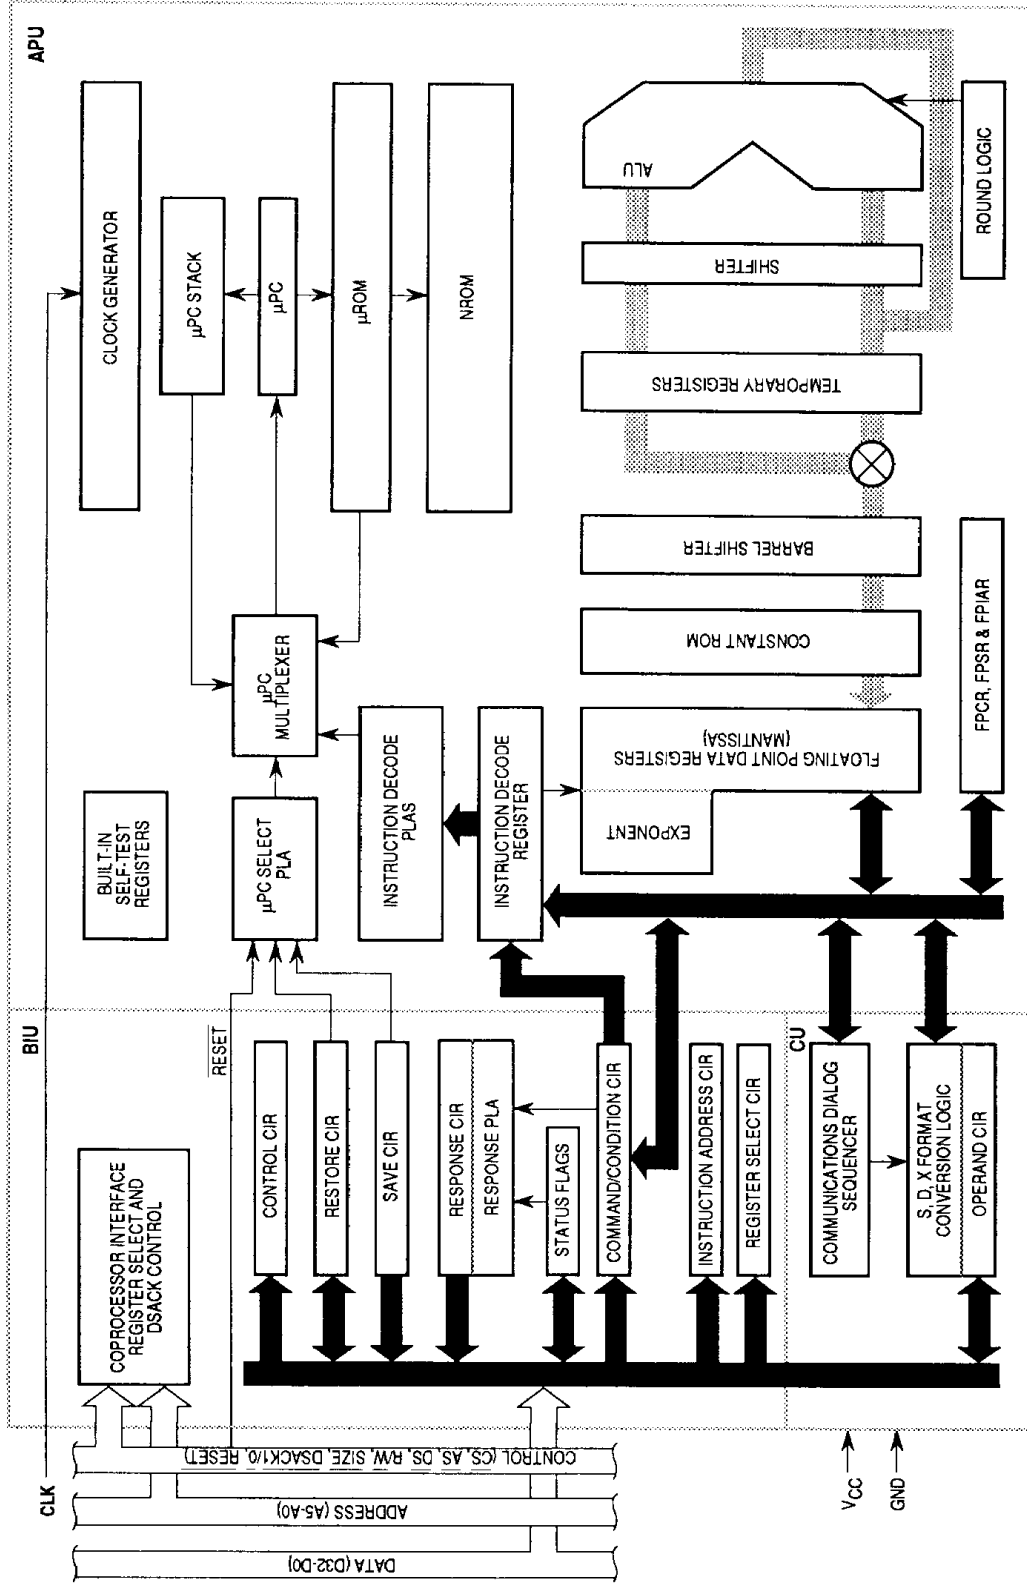 APU
CLOCK GENERATOR
μPC STACK
μPC
μROM
NROM
ALU
SHIFTER
ROUND LOGIC
TEMPORARY REGISTERS
BARREL SHIFTER
CONSTANT ROM
FLOATING POINT DATA REGISTERS
(MANTISSA)
EXPONENT
FPCR, FPSR & FPIAR
μPC
MULTIPLEXER
BUILT-IN
SELF-TEST
REGISTERS
μPC SELECT
PLA
INSTRUCTION DECODE
PLAS
INSTRUCTION DECODE
REGISTER
BIU
RESET
COPROCESSOR INTERFACE
REGISTER SELECT AND
DSACK CONTROL
CONTROL CIR
RESTORE CIR
SAVE CIR
RESPONSE CIR
RESPONSE PLA
STATUS FLAGS
COMMAND/CONDITION CIR
INSTRUCTION ADDRESS CIR
REGISTER SELECT CIR
CU
COMMUNICATIONS DIALOG
SEQUENCER
S, D, X FORMAT
CONVERSION LOGIC
OPERAND CIR
CLK
CONTROL (CS, AS, DS, R/W, SIZE, DSACK1/0, RESET)
ADDRESS (A5-A0)
DATA (D32-D0)
VCC
GND